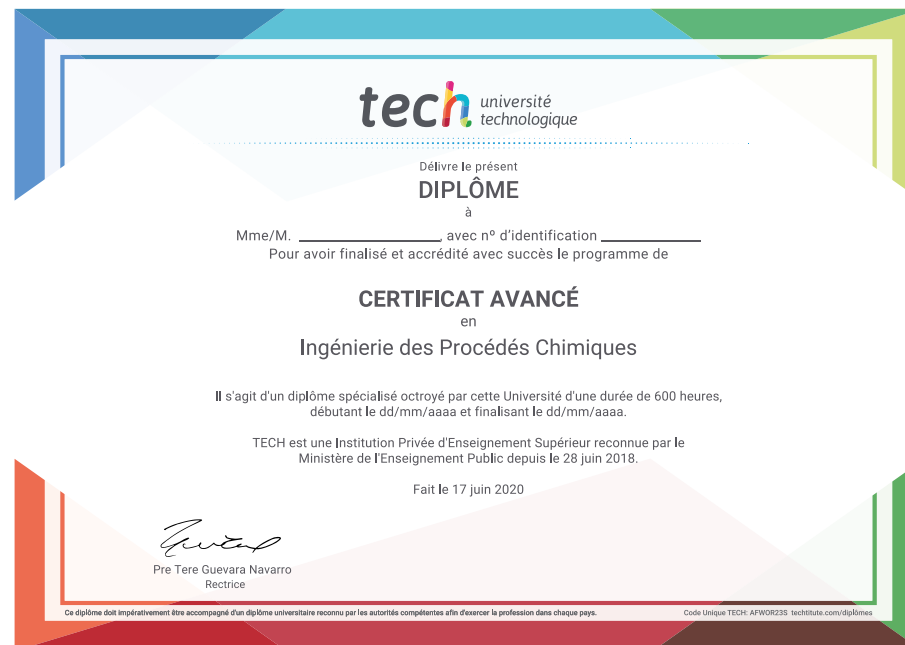 tech université
technologique
Délivre le présent
DIPLÔME
à
Mme/M. ____________________, avec nº d'identification ______________
Pour avoir finalisé et accrédité avec succès le programme de
CERTIFICAT AVANCÉ
en
Ingénierie des Procédés Chimiques
Il s'agit d'un diplôme spécialisé octroyé par cette Université d'une durée de 600 heures,
débutant le dd/mm/aaaa et finalisant le dd/mm/aaaa.
TECH est une Institution Privée d'Enseignement Supérieur reconnue par le
Ministère de l'Enseignement Public depuis le 28 juin 2018.
Fait le 17 juin 2020
Pre Tere Guevara Navarro
Rectrice
Ce diplôme doit impérativement être accompagné d'un diplôme universitaire reconnu par les autorités compétentes afin d'exercer la profession dans chaque pays.
Code Unique TECH: AFWOR23S techtitute.com/diplômes